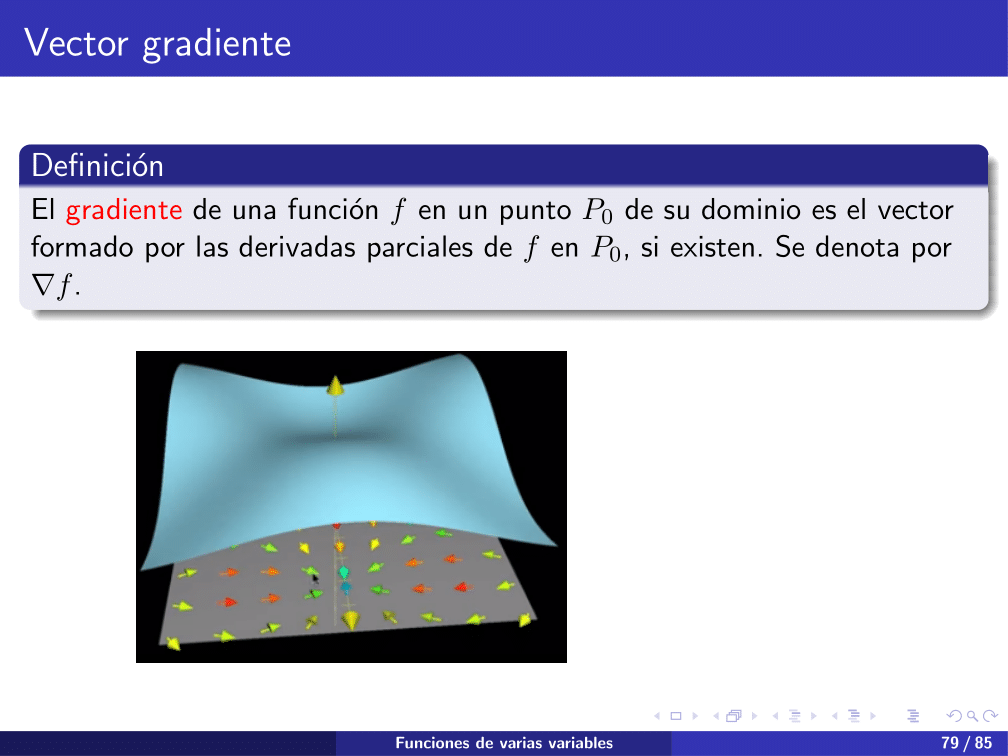 Vector gradiente
Definición
El gradiente de una función f en un punto P₀ de su dominio es el vector
formado por las derivadas parciales de f en P₀, si existen. Se denota por
∇f.
Funciones de varias variables
79 / 85